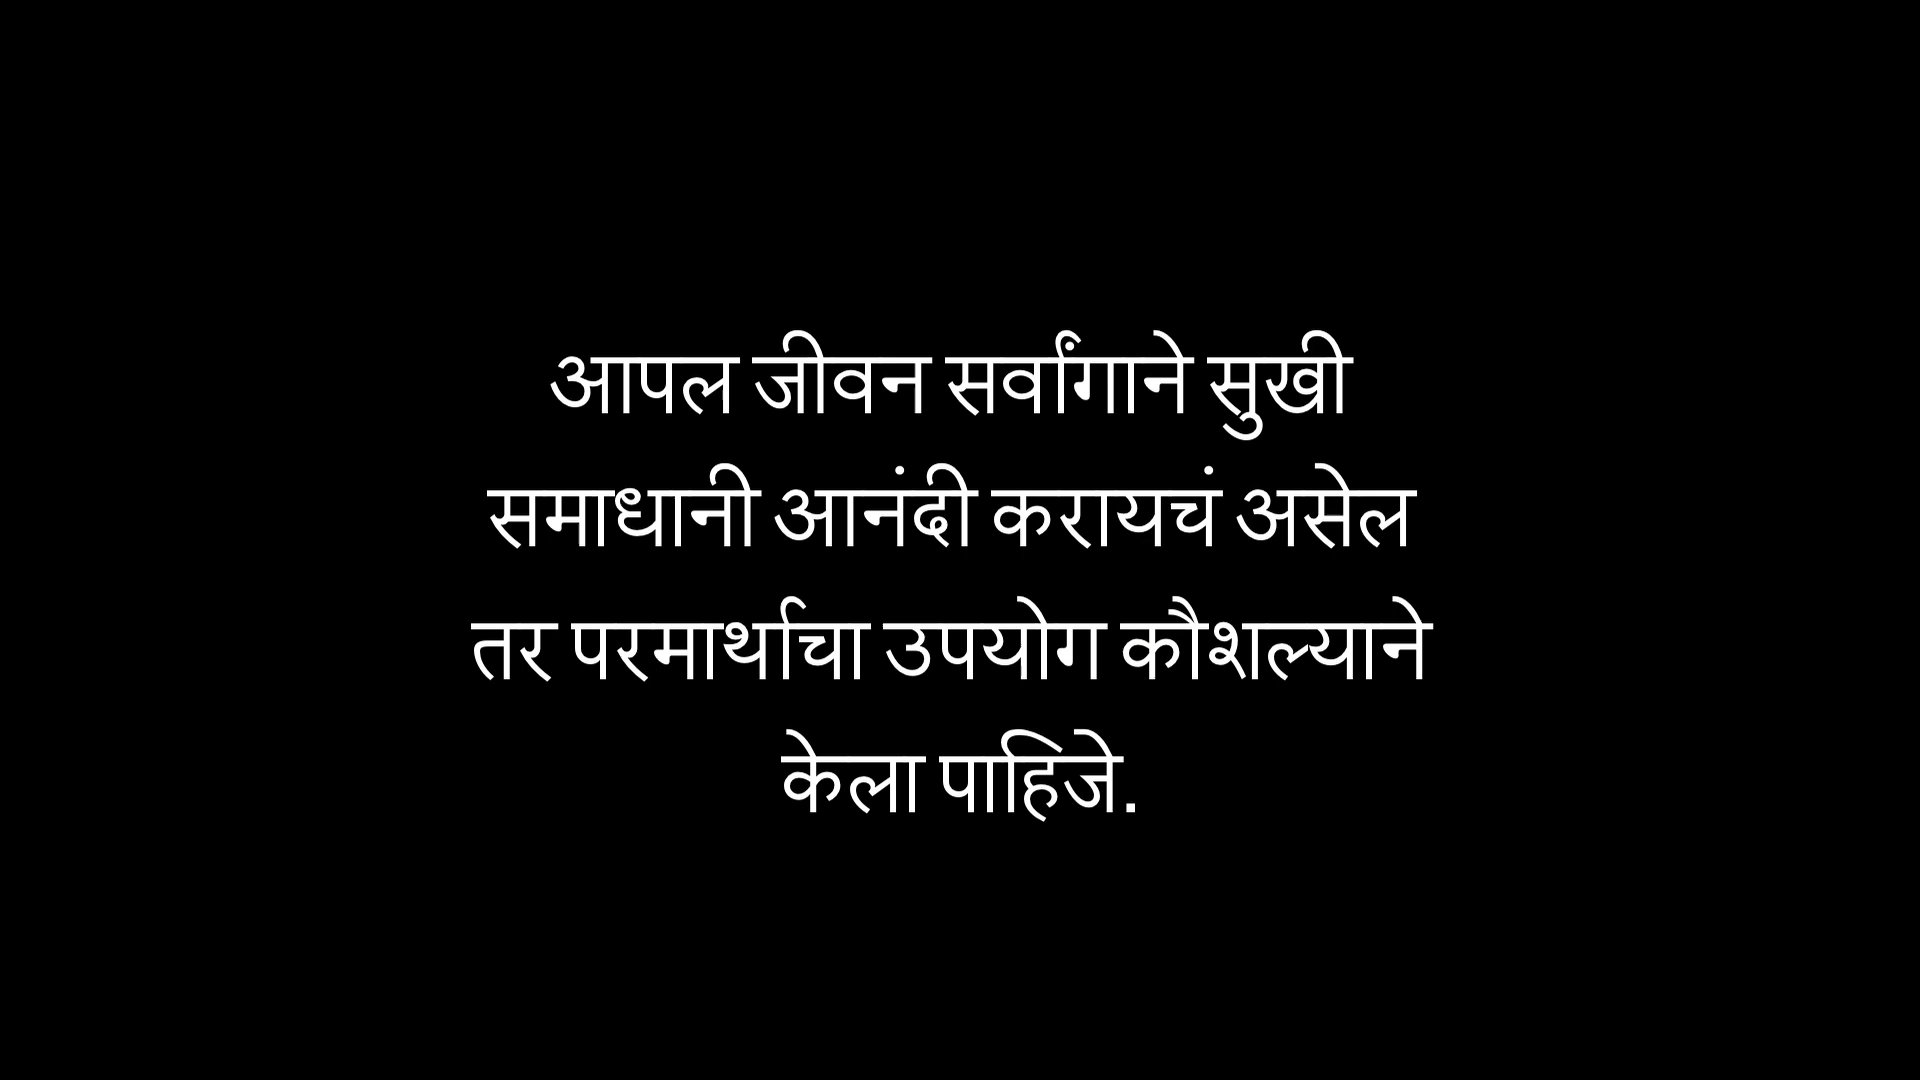 आपल जीवन सर्वांगाने सुखी
समाधानी आनंदी करायचं असेल
तर परमार्थाचा उपयोग कौशल्याने
केला पाहिजे.